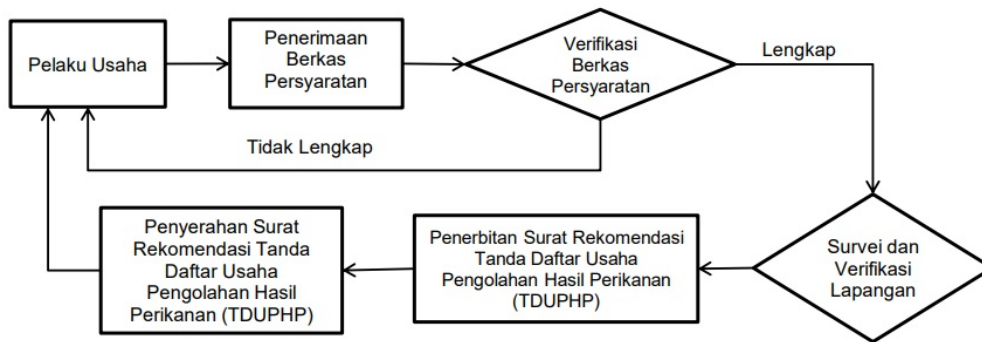 Pelaku Usaha
Penerimaan
Berkas
Persyaratan
Verifikasi
Berkas
Persyaratan
Lengkap
Tidak Lengkap
Survei dan
Verifikasi
Lapangan
Penerbitan Surat Rekomendasi
Tanda Daftar Usaha
Pengolahan Hasil Perikanan
(TDUPHP)
Penyerahan Surat
Rekomendasi Tanda
Daftar Usaha
Pengolahan Hasil
Perikanan (TDUPHP)